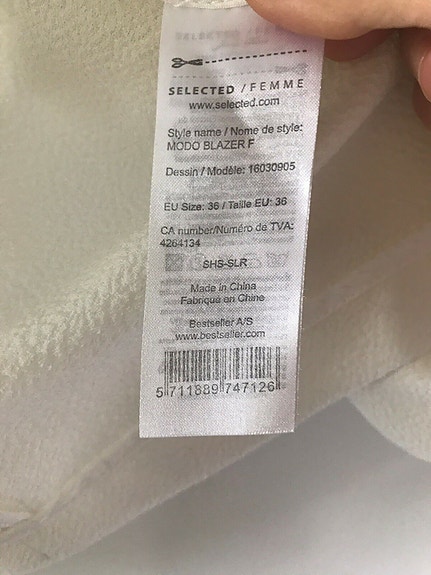 SELECTED / FEMME
www.selected.com
Style name / Nome de style:
MODO BLAZER F
Dessin / Modèle: 16030905
EU Size: 36 / Taille EU: 36
CA number/Numéro de TVA:
4264134
SHS-SLR
Made in China
Fabriqué en Chine
Bestseller A/S
www.bestseller.com
5 711889 747126